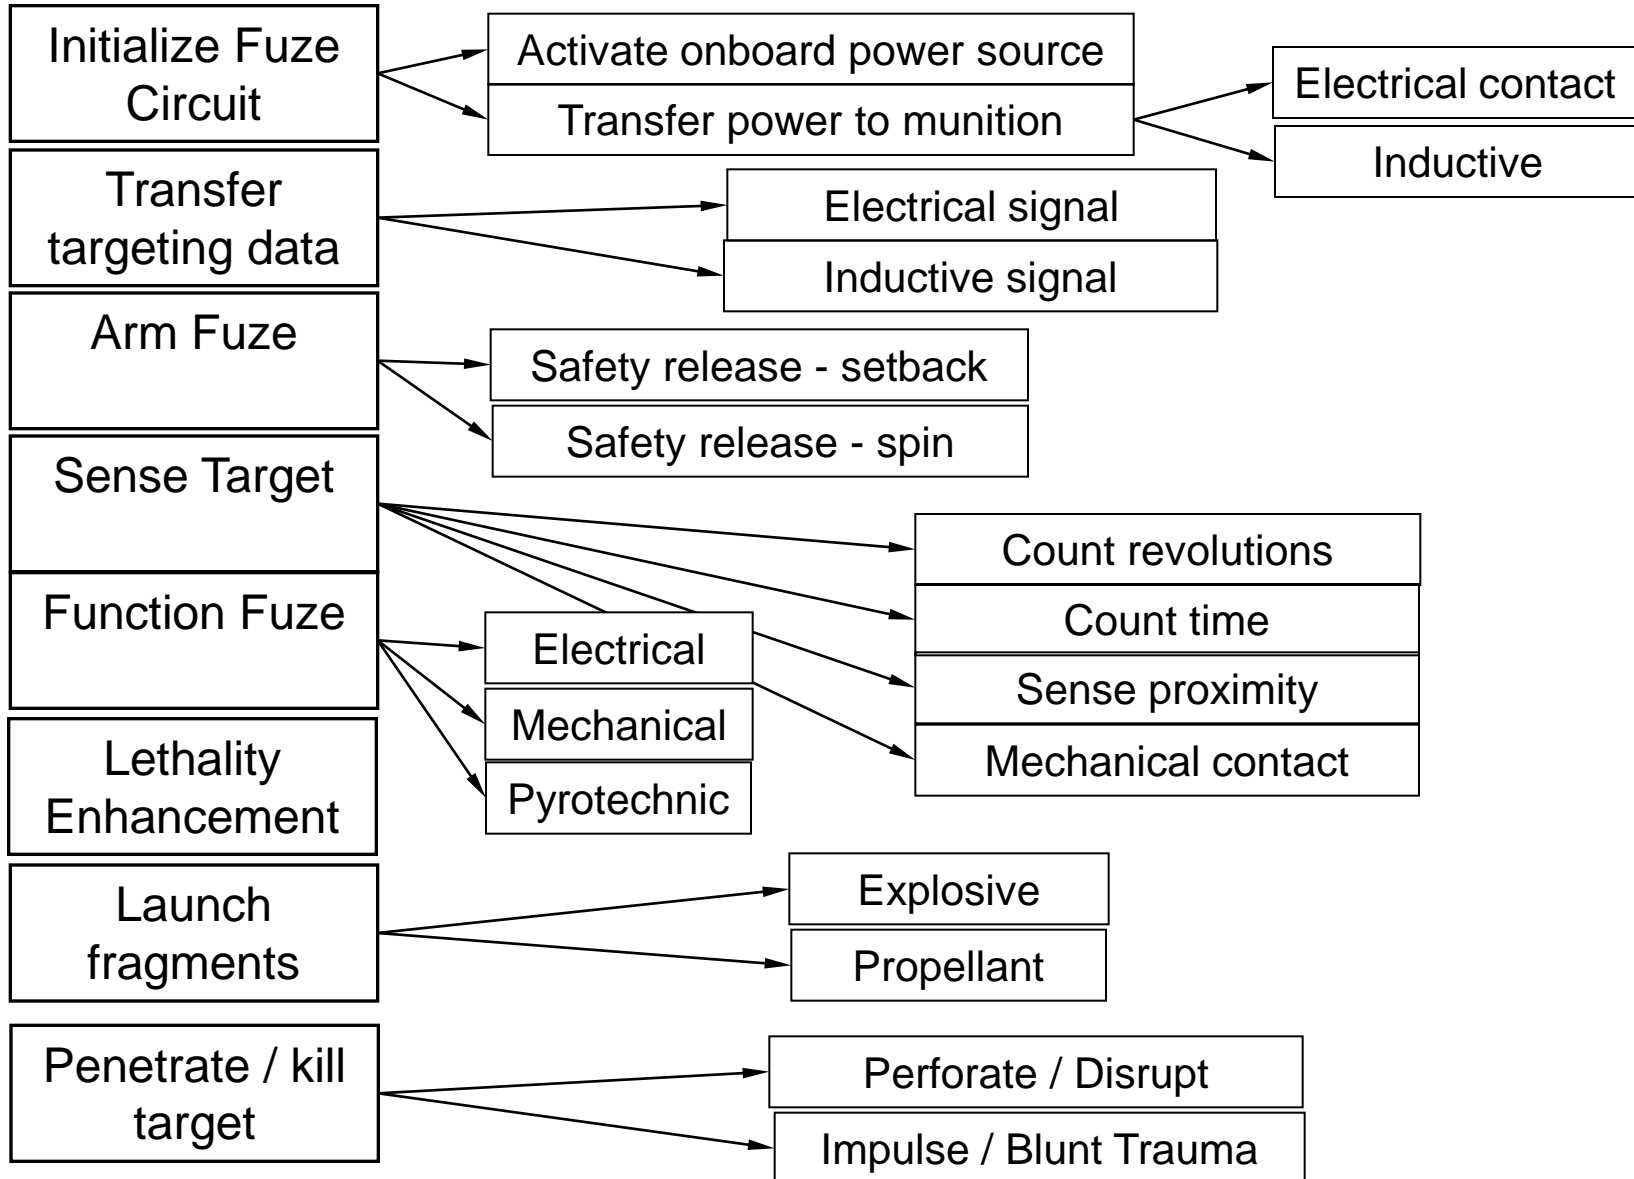 Initialize Fuze
Circuit
Activate onboard power source
Transfer power to munition
Electrical contact
Inductive
Transfer
targeting data
Electrical signal
Inductive signal
Arm Fuze
Safety release - setback
Safety release - spin
Sense Target
Count revolutions
Count time
Sense proximity
Mechanical contact
Function Fuze
Electrical
Mechanical
Pyrotechnic
Lethality
Enhancement
Launch
fragments
Explosive
Propellant
Penetrate / kill
target
Perforate / Disrupt
Impulse / Blunt Trauma